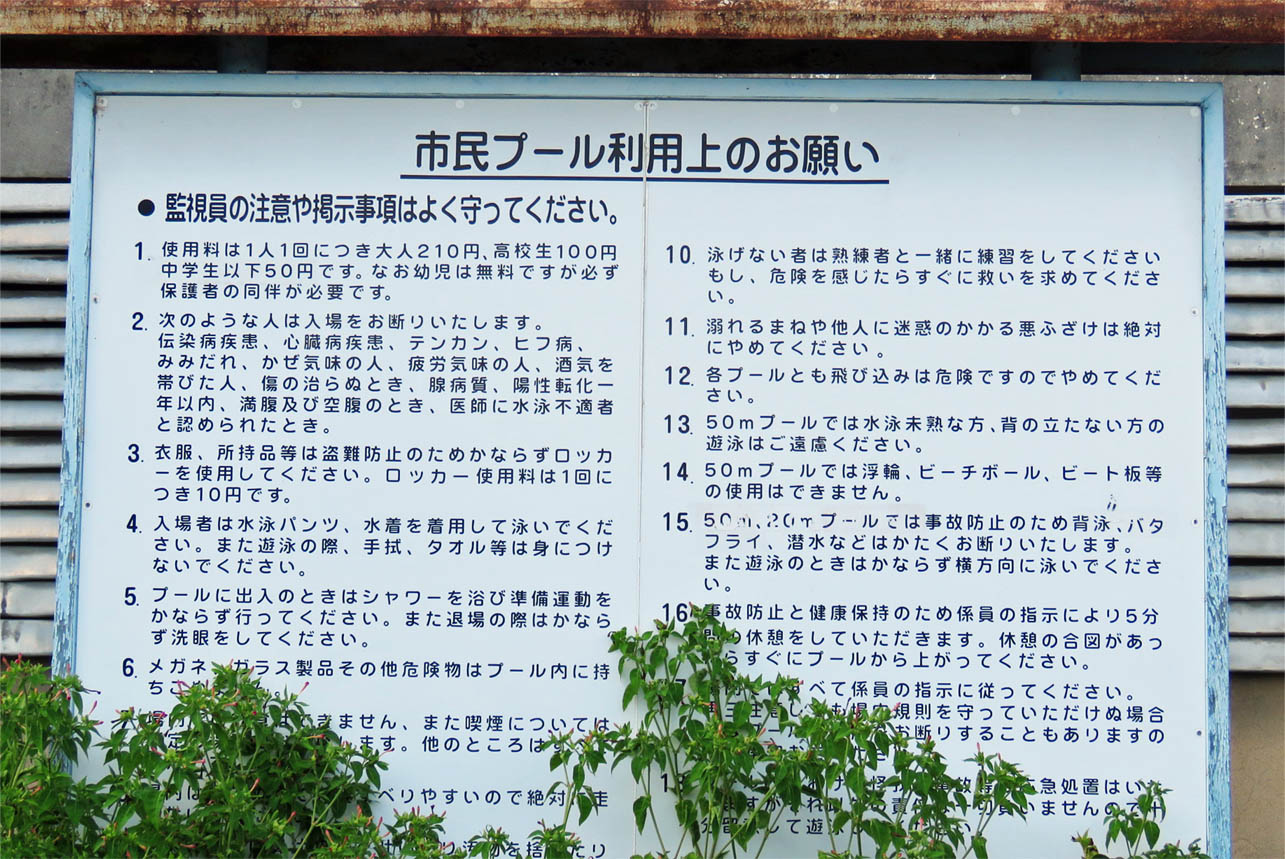 市民プール利用上のお願い
● 監視員の注意や掲示事項はよく守ってください。
1. 使用料は1人1回につき大人210円、高校生100円
中学生以下50円です。なお幼児は無料ですが必ず
保護者の同伴が必要です。
2. 次のような人は入場をお断りいたします。
伝染病疾患、心臓病疾患、テンカン、ヒフ病、
みみだれ、かぜ気味の人、疲労気味の人、酒気を
帯びた人、傷の治らぬとき、腺病質、陽性転化一
年以内、満腹及び空腹のとき、医師に水泳不適者
と認められたとき。
3. 衣服、所持品等は盗難防止のためかならずロッカ
ーを使用してください。ロッカー使用料は1回に
つき10円です。
4. 入場者は水泳パンツ、水着を着用して泳いでくだ
さい。また遊泳の際、手拭、タオル等は身につけ
ないでください。
5. プールに出入のときはシャワーを浴び準備運動を
かならず行ってください。また退場の際はかなら
ず洗眼をしてください。
6. メガネ、ガラス製品その他危険物はプール内に持
ち
きません、また喫煙については
します。他のところは
べりやすいので絶対に走
を捨てたり
10. 泳げない者は熟練者と一緒に練習をしてください
もし、危険を感じたらすぐに救いを求めてくださ
い。
11. 溺れるまねや他人に迷惑のかかる悪ふざけは絶対
にやめてください。
12. 各プールとも飛び込みは危険ですのでやめてくだ
さい。
13. 50mプールでは水泳未熟な方、背の立たない方の
遊泳はご遠慮ください。
14. 50mプールでは浮輪、ビーチボール、ビート板等
の使用はできません。
15. 50m、20mプールでは事故防止のため背泳、バタ
フライ、潜水などはかたくお断りいたします。
また遊泳のときはかならず横方向に泳いでくださ
い。
16. 事故防止と健康保持のため係員の指示により5分
の休憩をしていただきます。休憩の合図があっ
らすぐにプールから上がってください。
べて係員の指示に従ってください。
規則を守っていただけぬ場合
お断りすることもありますの
急処置はいた
負いませんので十
して遊